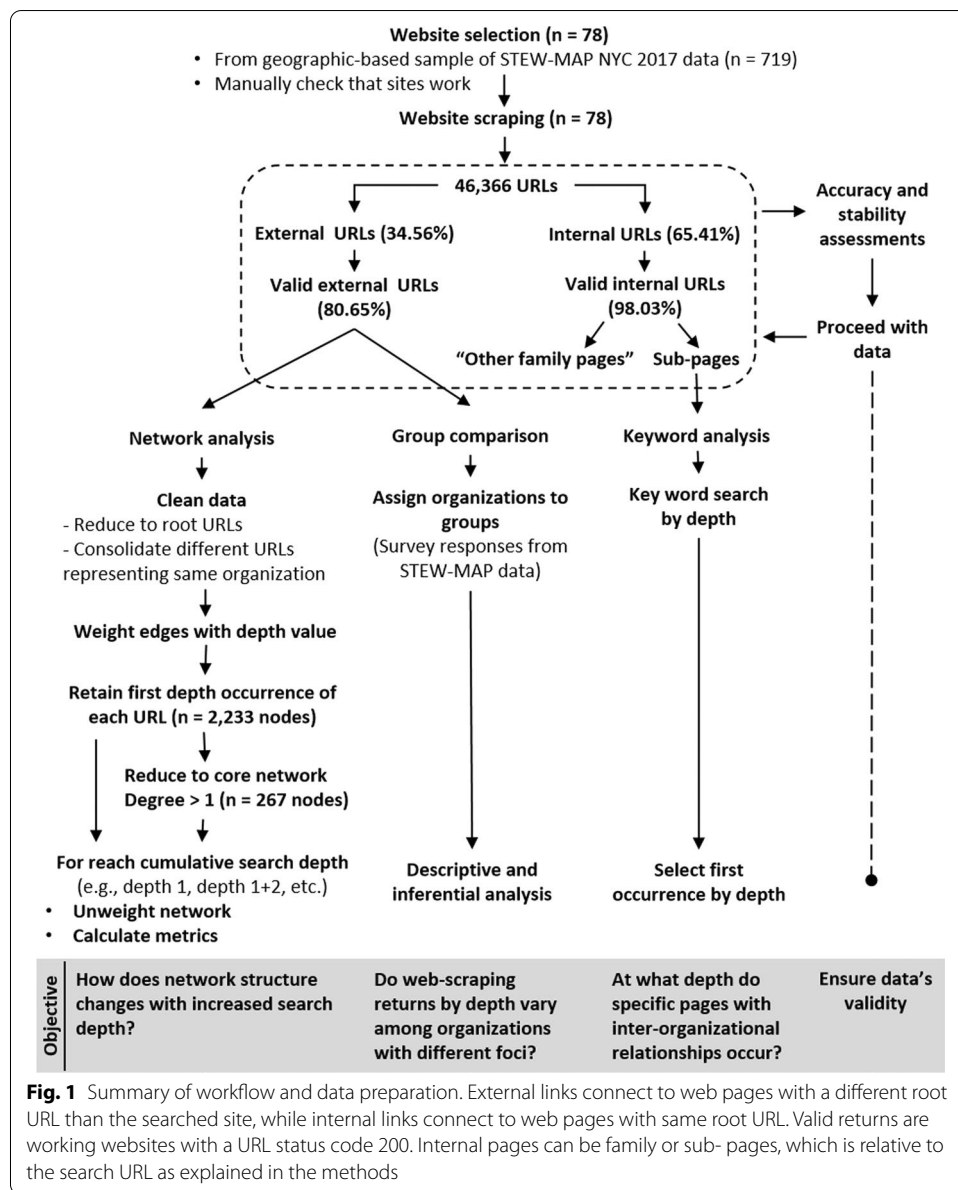 Website selection (n = 78)
• From geographic-based sample of STEW-MAP NYC 2017 data (n = 719)
• Manually check that sites work
Website scraping (n = 78)
46,366 URLs
External URLs (34.56%)
Internal URLs (65.41%)
Valid external URLs
(80.65%)
Valid internal URLs
(98.03%)
"Other family pages"
Sub-pages
Accuracy and
stability
assessments
Proceed with
data
Network analysis
Clean data
- Reduce to root URLs
- Consolidate different URLs
representing same organization
Weight edges with depth value
Retain first depth occurrence of
each URL (n = 2,233 nodes)
Reduce to core network
Degree > 1 (n = 267 nodes)
For reach cumulative search depth
(e.g., depth 1, depth 1+2, etc.)
• Unweight network
• Calculate metrics
Group comparison
Assign organizations to
groups
(Survey responses from
STEW-MAP data)
Descriptive and
inferential analysis
Keyword analysis
Key word search
by depth
Select first
occurrence by depth
Objective
How does network structure
changes with increased search
depth?
Do web-scraping
returns by depth vary
among organizations
with different foci?
At what depth do
specific pages with
inter-organizational
relationships occur?
Ensure data's
validity
Fig. 1 Summary of workflow and data preparation. External links connect to web pages with a different root
URL than the searched site, while internal links connect to web pages with same root URL. Valid returns are
working websites with a URL status code 200. Internal pages can be family or sub- pages, which is relative to
the search URL as explained in the methods